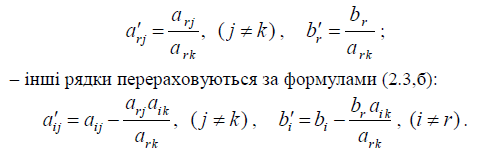 a′_{rj} = a_{rj} / a_{rk}, (j ≠ k), b′_r = b_r / a_{rk};
– інші рядки перераховуються за формулами (2.3,б):
a′_{ij} = a_{ij} − a_{rj}a_{ik} / a_{rk}, (j ≠ k), b′_i = b_i − b_r a_{ik} / a_{rk}, (i ≠ r).